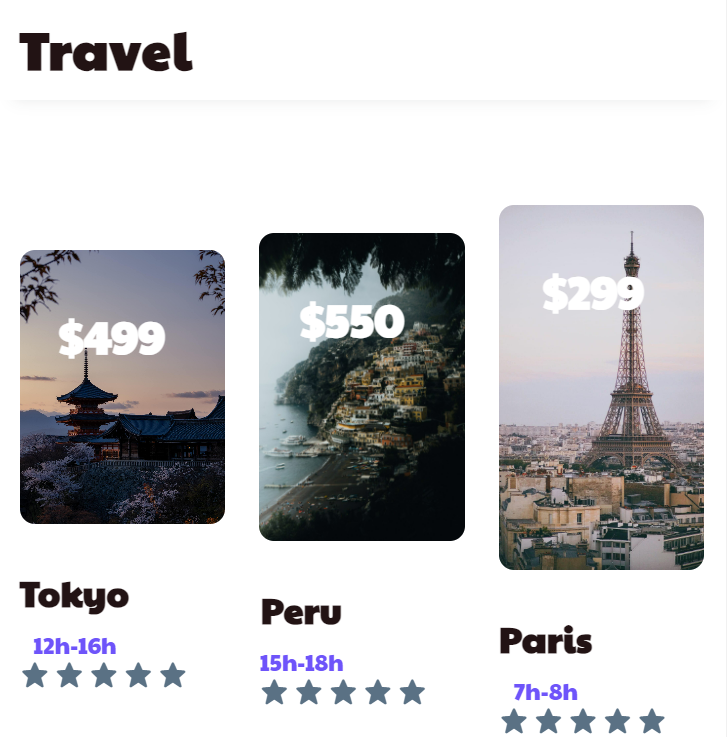 Travel
$499
Tokyo
12h-16h
$550
Peru
15h-18h
$299
Paris
7h-8h